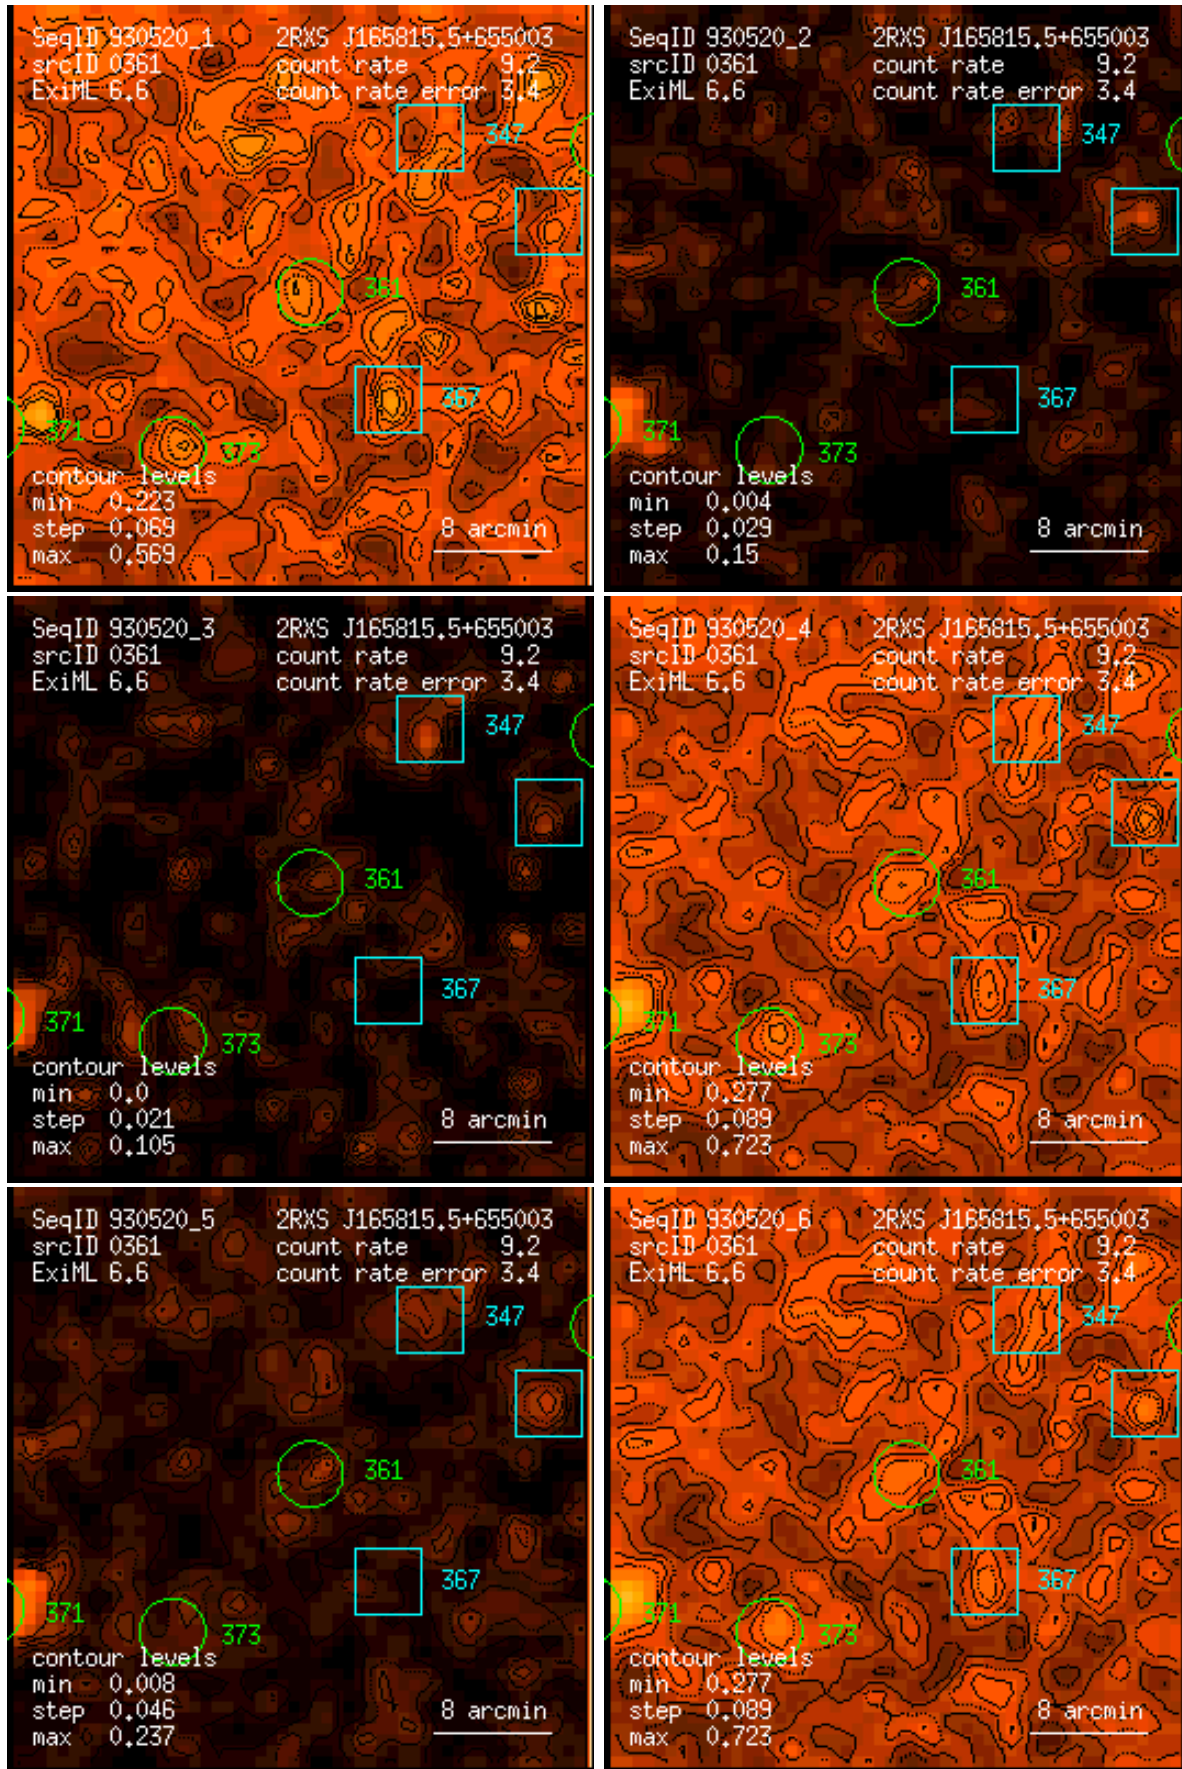 SeqID 930520_1 2RXS J165815.5+655003
srcID 0361 count rate 9.2
ExiML 6.6 count rate error 3.4
347
361
367
371
373
contour levels
min 0.223
step 0.069
max 0.569
8 arcmin
SeqID 930520_2 2RXS J165815.5+655003
srcID 0361 count rate 9.2
ExiML 6.6 count rate error 3.4
347
361
367
371
373
contour levels
min 0.004
step 0.029
max 0.15
8 arcmin
SeqID 930520_3 2RXS J165815.5+655003
srcID 0361 count rate 9.2
ExiML 6.6 count rate error 3.4
347
361
367
371
373
contour levels
min 0.0
step 0.021
max 0.105
8 arcmin
SeqID 930520_4 2RXS J165815.5+655003
srcID 0361 count rate 9.2
ExiML 6.6 count rate error 3.4
347
361
367
371
373
contour levels
min 0.277
step 0.089
max 0.723
8 arcmin
SeqID 930520_5 2RXS J165815.5+655003
srcID 0361 count rate 9.2
ExiML 6.6 count rate error 3.4
347
361
367
371
373
contour levels
min 0.008
step 0.046
max 0.237
8 arcmin
SeqID 930520_6 2RXS J165815.5+655003
srcID 0361 count rate 9.2
ExiML 6.6 count rate error 3.4
347
361
367
371
373
contour levels
min 0.277
step 0.089
max 0.723
8 arcmin